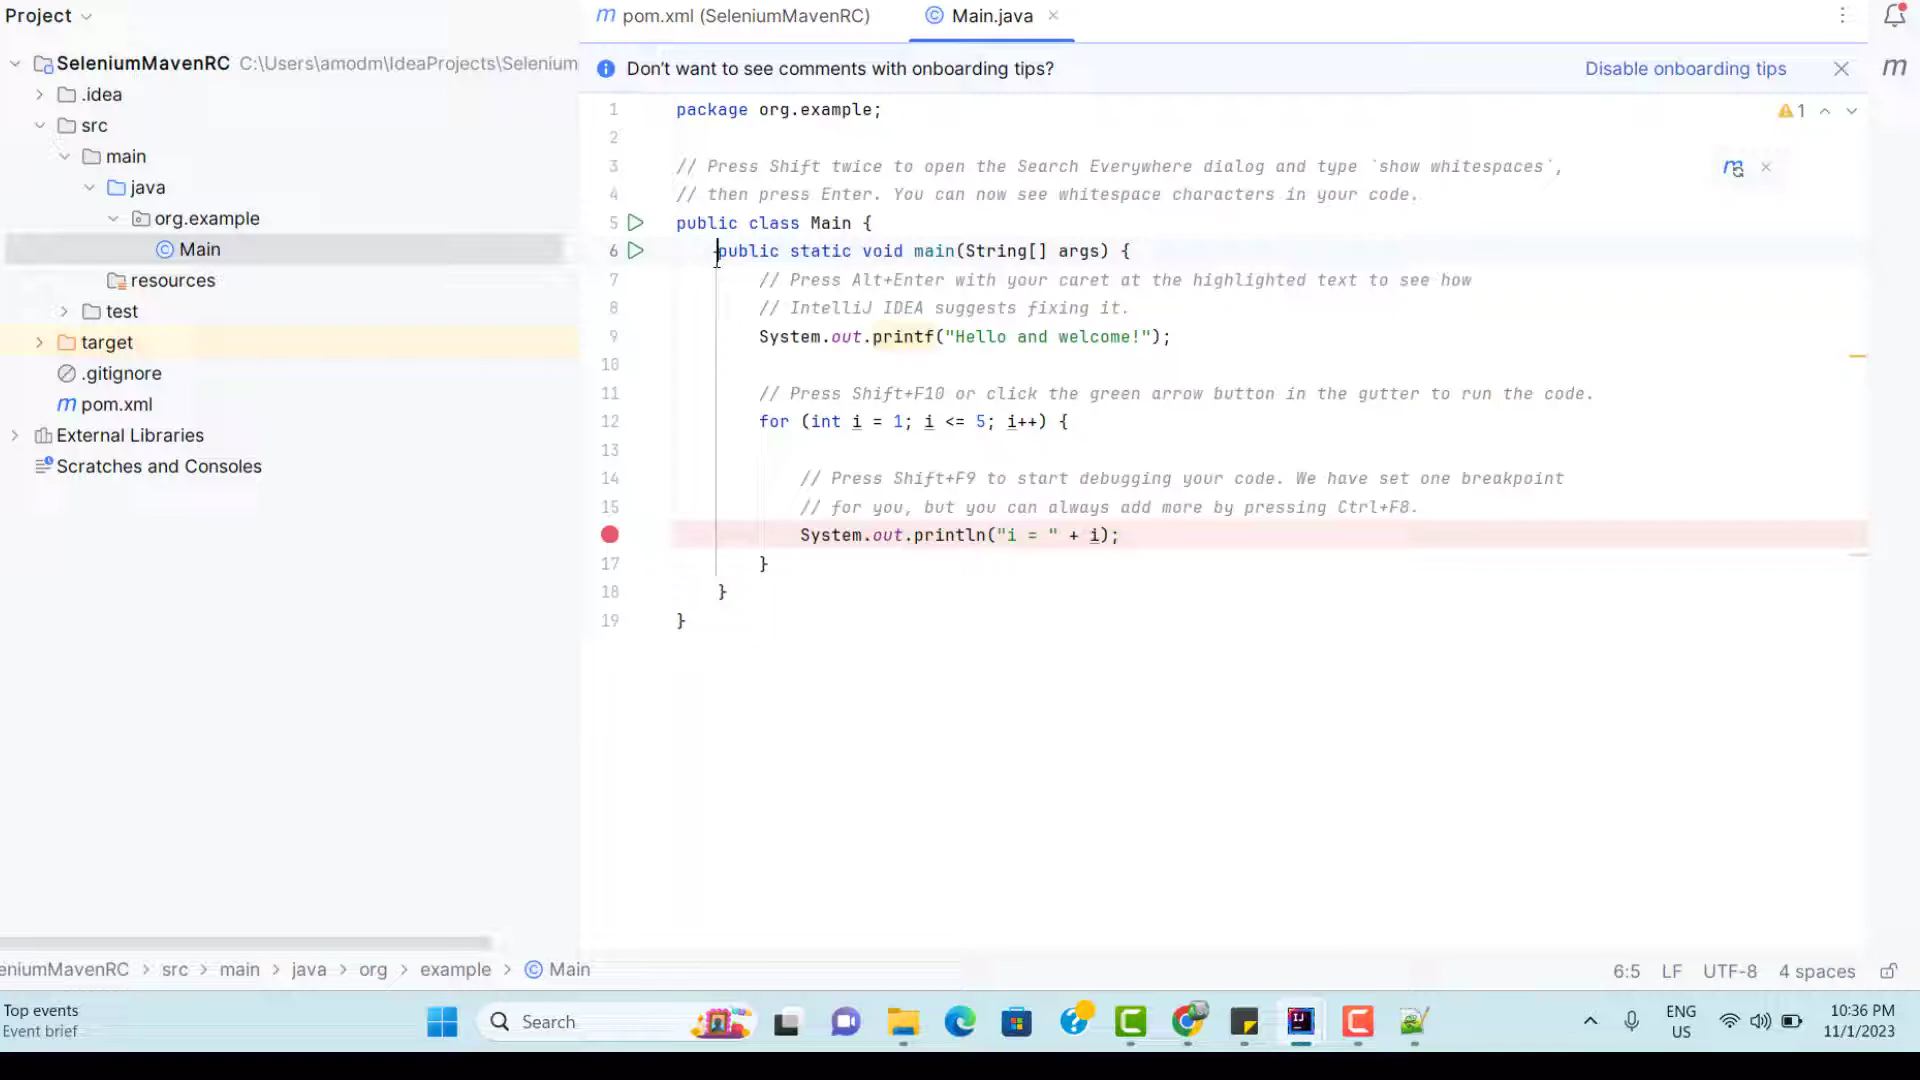 Project
pom.xml (SeleniumMavenRC)
Main.java
SeleniumMavenRC C:\Users\amodm\IdeaProjects\Selenium
.idea
src
main
java
org.example
Main
resources
test
target
.gitignore
pom.xml
External Libraries
Scratches and Consoles
Don't want to see comments with onboarding tips?
Disable onboarding tips
1 package org.example;
1
2
3 // Press Shift twice to open the Search Everywhere dialog and type `show whitespaces`,
4 // then press Enter. You can now see whitespace characters in your code.
5 public class Main {
6 public static void main(String[] args) {
7 // Press Alt+Enter with your caret at the highlighted text to see how
8 // IntelliJ IDEA suggests fixing it.
9 System.out.printf("Hello and welcome!");
10
11 // Press Shift+F10 or click the green arrow button in the gutter to run the code.
12 for (int i = 1; i <= 5; i++) {
13
14 // Press Shift+F9 to start debugging your code. We have set one breakpoint
15 // for you, but you can always add more by pressing Ctrl+F8.
System.out.println("i = " + i);
17 }
18 }
19 }
eniumMavenRC > src > main > java > org > example > Main
6:5 LF UTF-8 4 spaces
Top events
Event brief
Search
ENG
US
10:36 PM
11/1/2023